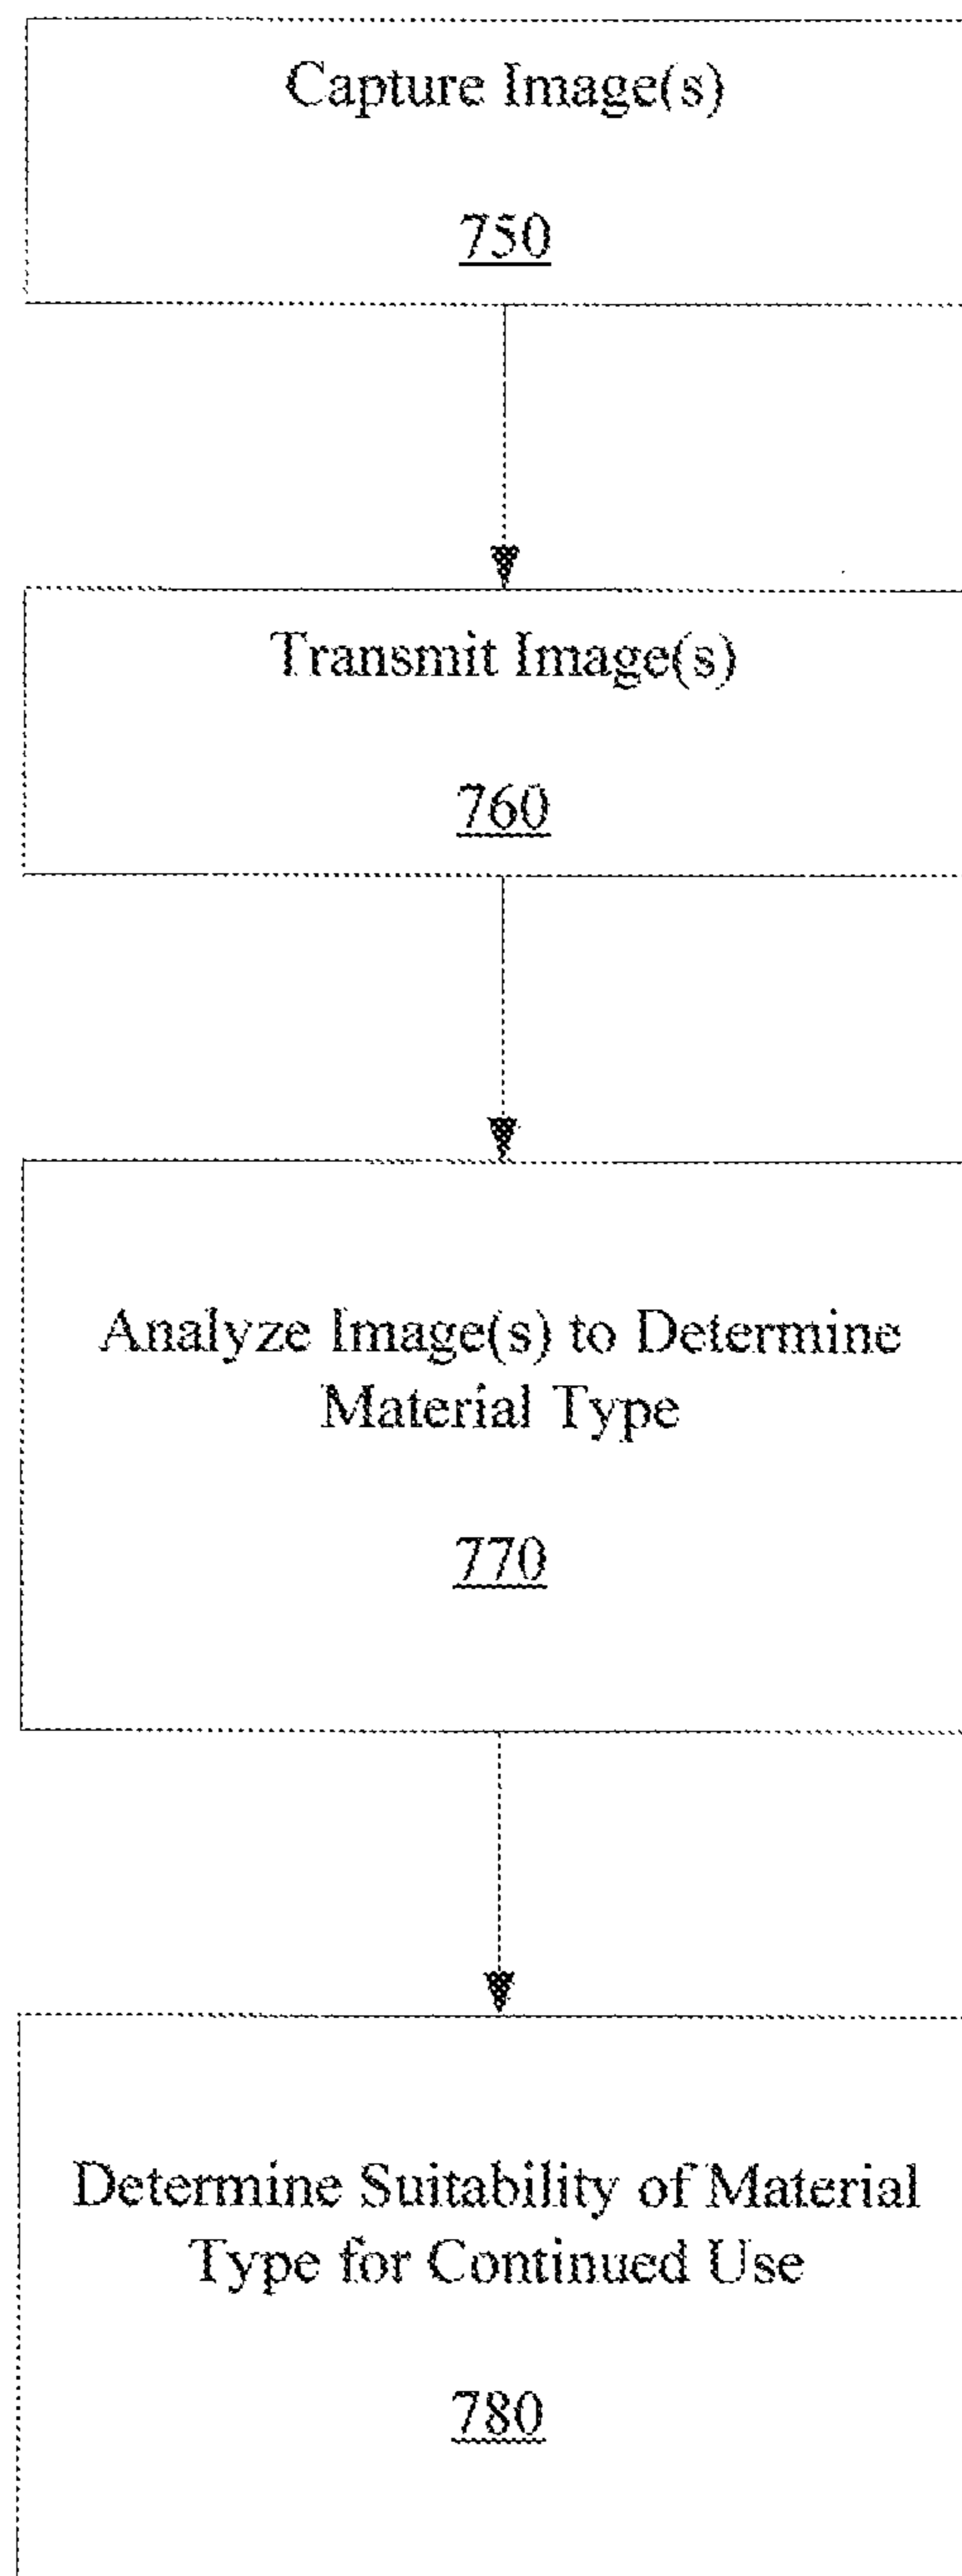 Capture Image(s)
750
Transmit Image(s)
760
Analyze Image(s) to Determine
Material Type
770
Determine Suitability of Material
Type for Continued Use
780